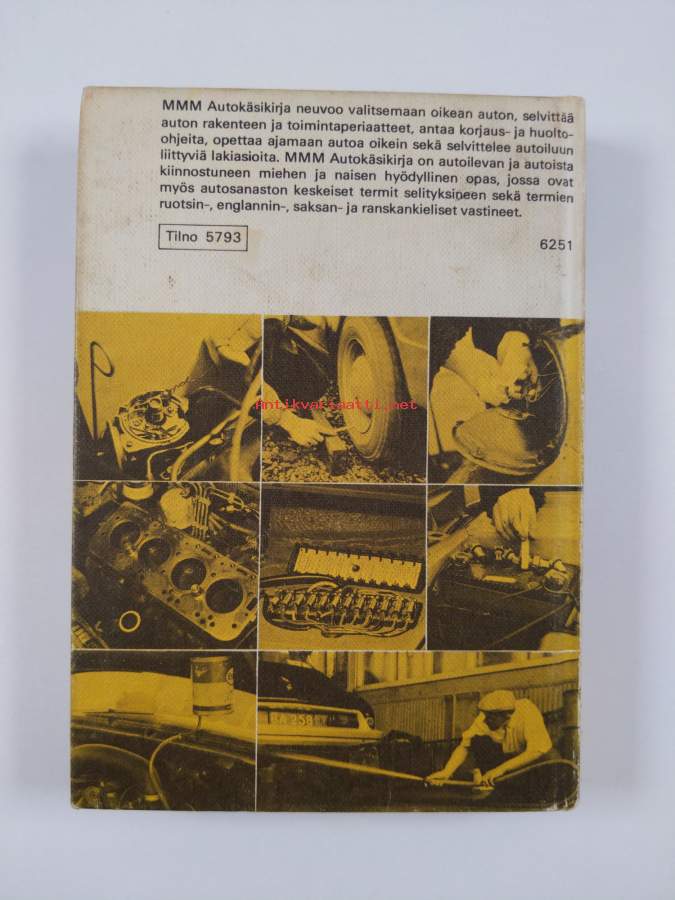 MMM Autokäsikirja neuvoo valitsemaan oikean auton, selvittää
auton rakenteen ja toimintaperiaatteet, antaa korjaus- ja huolto-
ohjeita, opettaa ajamaan autoa oikein sekä selvittelee autoiluun
liittyviä lakiasioita. MMM Autokäsikirja on autoilevan ja autoista
kiinnostuneen miehen ja naisen hyödyllinen opas, jossa ovat
myös autosanaston keskeiset termit selityksineen sekä termien
ruotsin-, englannin-, saksan- ja ranskankieliset vastineet.
Tilno 5793
6251
Antikvariaatti.net